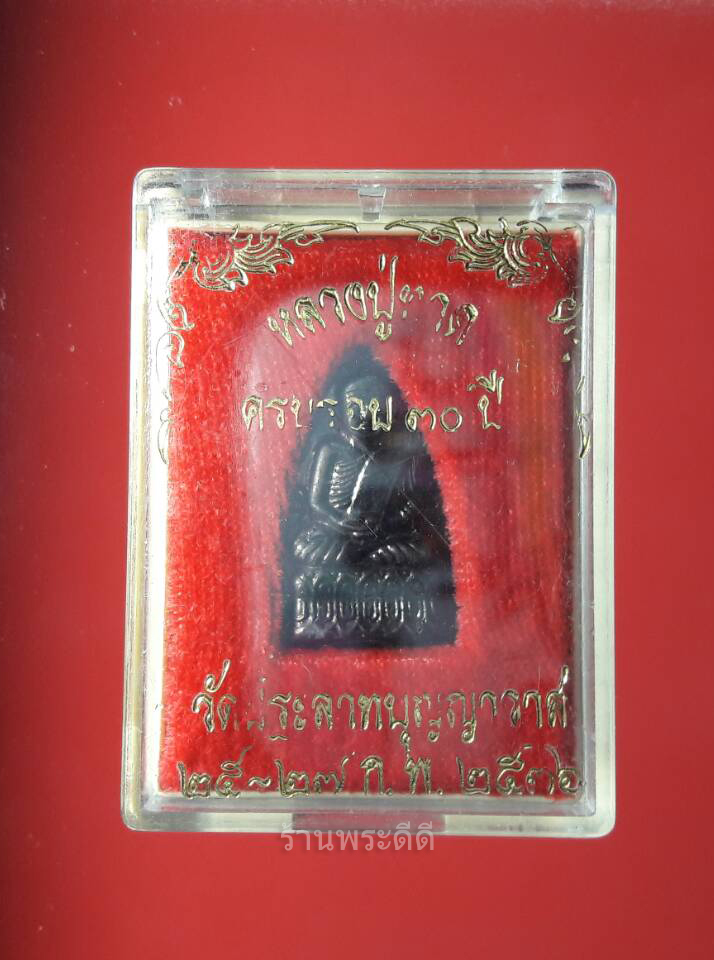 หลวงปู่ทวด
ครบรอบ ๓๐ ปี
วัดประสาทบุญญาวาส
๒๕~๒๗ ก.พ. ๒๕๓๖
ร้านพระดีดี